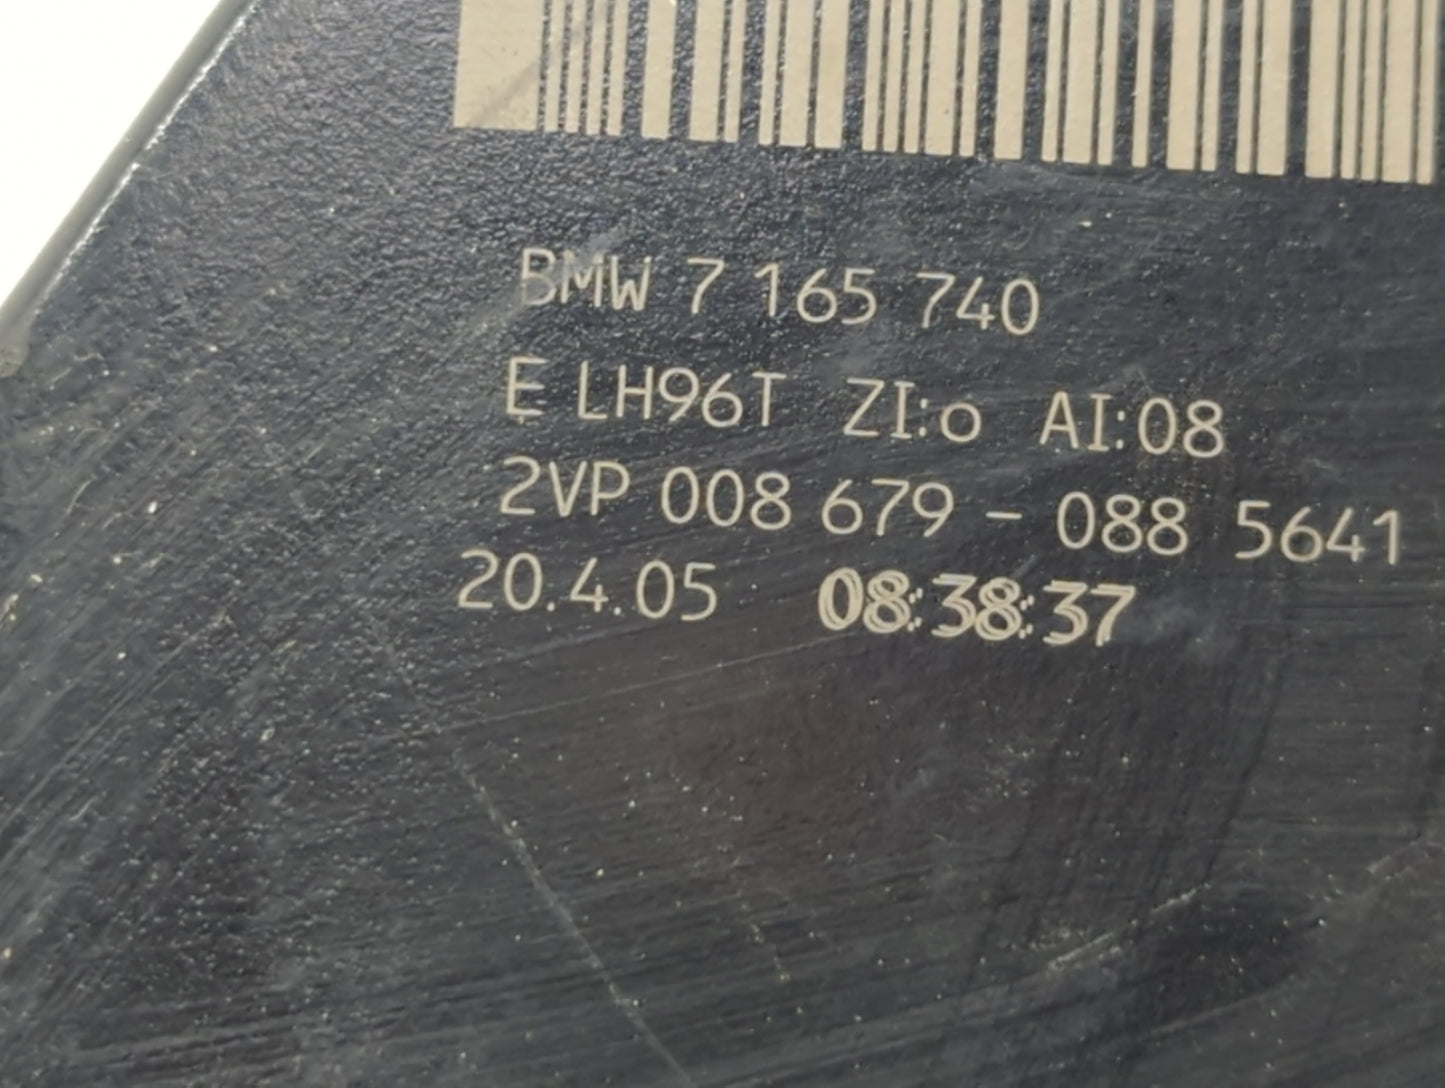 BMW 7 165 740
E LH96T ZI:o AI:08
2VP 008 679 - 088 5641
20.4.05 08:38:37